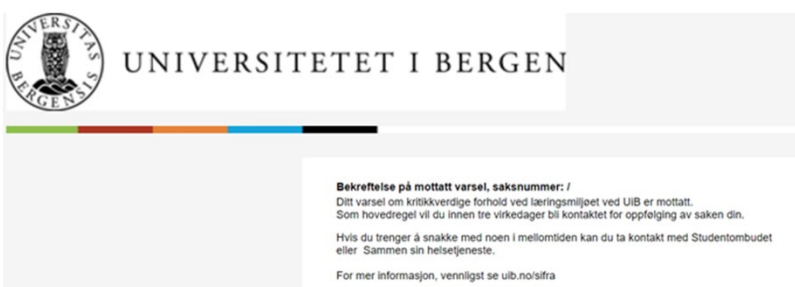 UNIVERSITAS BERGENSIS
UNIVERSITETET I BERGEN
Bekreftelse på mottatt varsel, saksnummer: /
Ditt varsel om kritikkverdige forhold ved læringsmiljøet ved UiB er mottatt.
Som hovedregel vil du innen tre virkedager bli kontaktet for oppfølging av saken din.
Hvis du trenger å snakke med noen i mellomtiden kan du ta kontakt med Studentombudet
eller Sammen sin helsetjeneste.
For mer informasjon, vennligst se uib.no/sifra